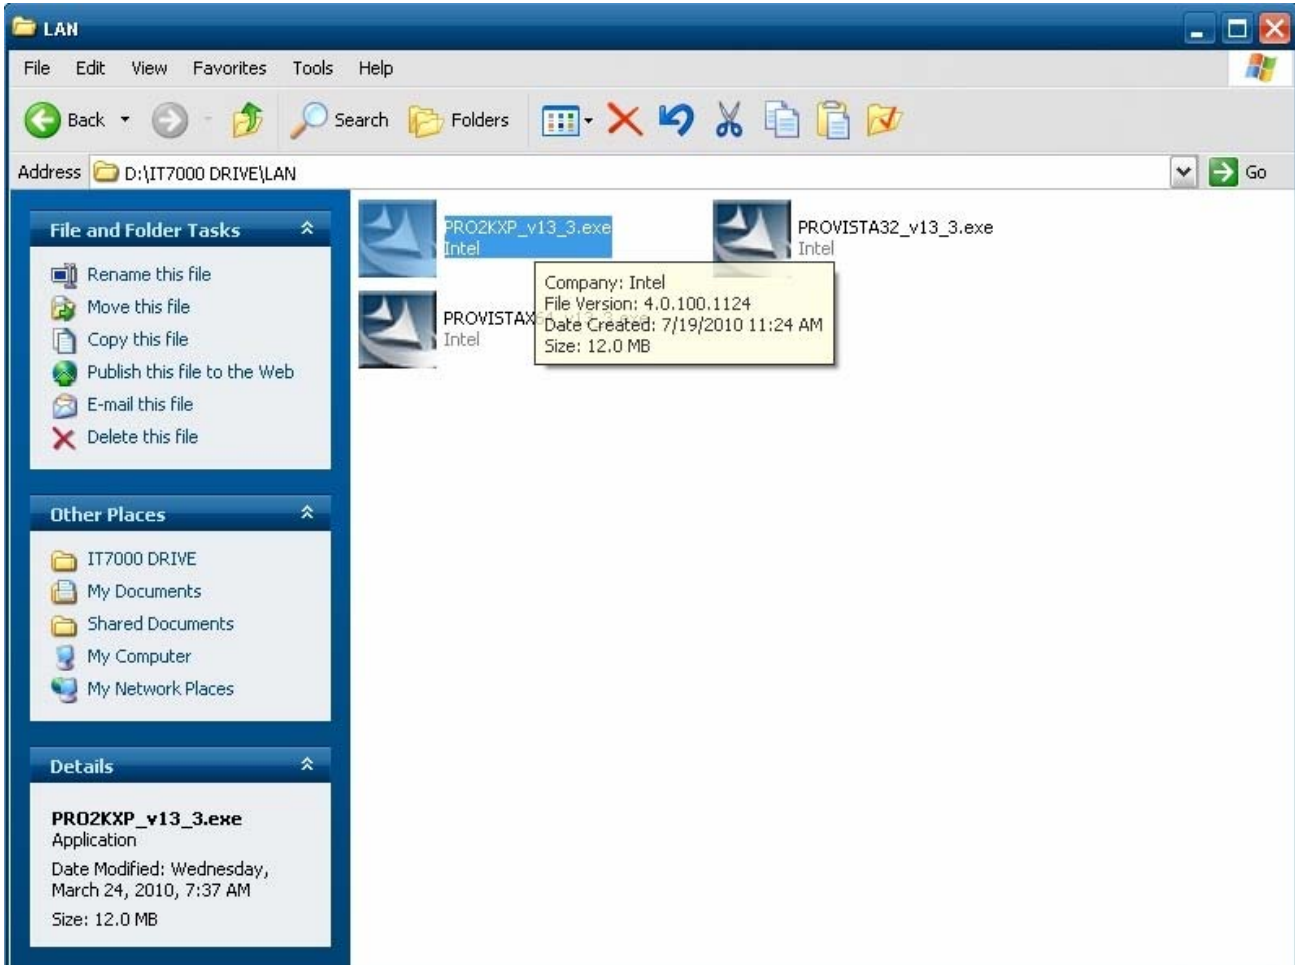 LAN
File Edit View Favorites Tools Help
Back Search Folders
Address D:\IT7000 DRIVE\LAN Go
File and Folder Tasks
Rename this file
Move this file
Copy this file
Publish this file to the Web
E-mail this file
Delete this file
Other Places
IT7000 DRIVE
My Documents
Shared Documents
My Computer
My Network Places
Details
PRO2KXP_v13_3.exe
Application
Date Modified: Wednesday,
March 24, 2010, 7:37 AM
Size: 12.0 MB
PRO2KXP_v13_3.exe
Intel
PROVISTA32_v13_3.exe
Intel
PROVISTAX64_v13_3.exe
Intel
Company: Intel
File Version: 4.0.100.1124
Date Created: 7/19/2010 11:24 AM
Size: 12.0 MB